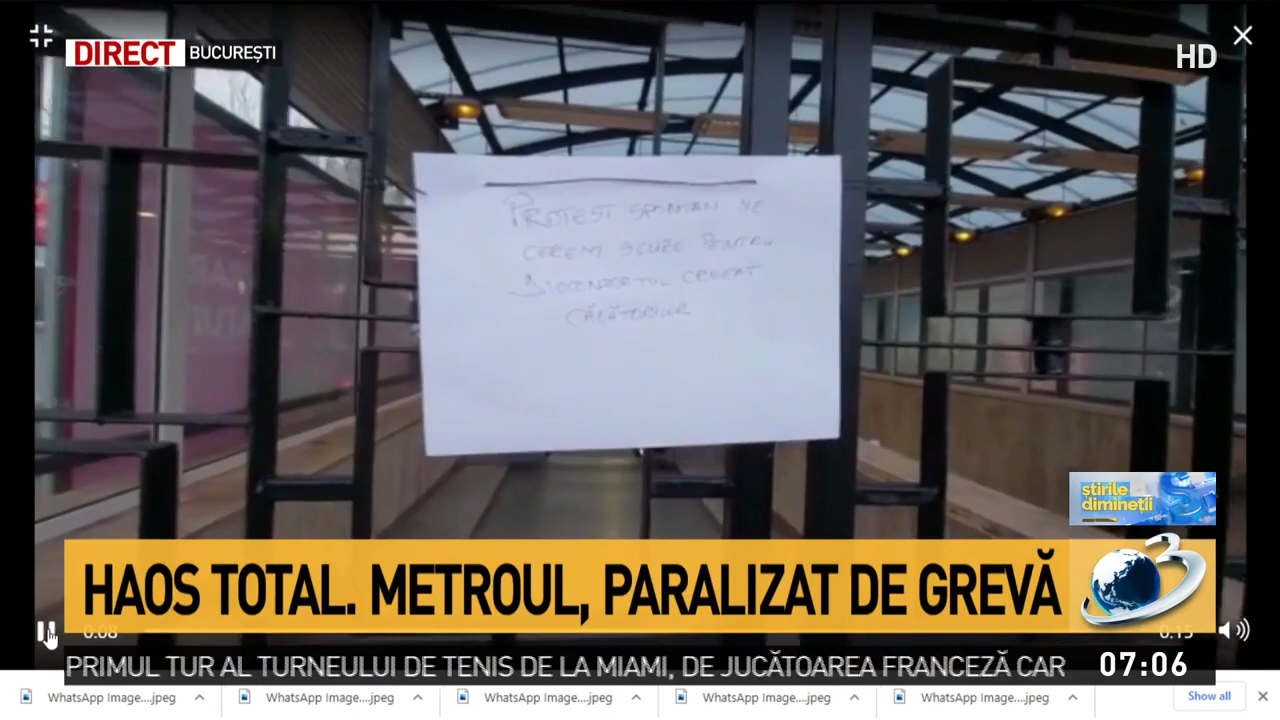 DIRECT BUCUREȘTI
HD
PROTEST SPONTAN NE
CEREM SCUZE PENTRU
CREEAT
CĂLĂTORILOR
știrile
dimineții
3
HAOS TOTAL. METROUL, PARALIZAT DE GREVĂ
0:08
0:15
PRIMUL TUR AL TURNEULUI DE TENIS DE LA MIAMI, DE JUCĂTOAREA FRANCEZĂ CAR
07:06
WhatsApp Image....jpeg
WhatsApp Image....jpeg
WhatsApp Image....jpeg
WhatsApp Image....jpeg
WhatsApp Image....jpeg
Show all